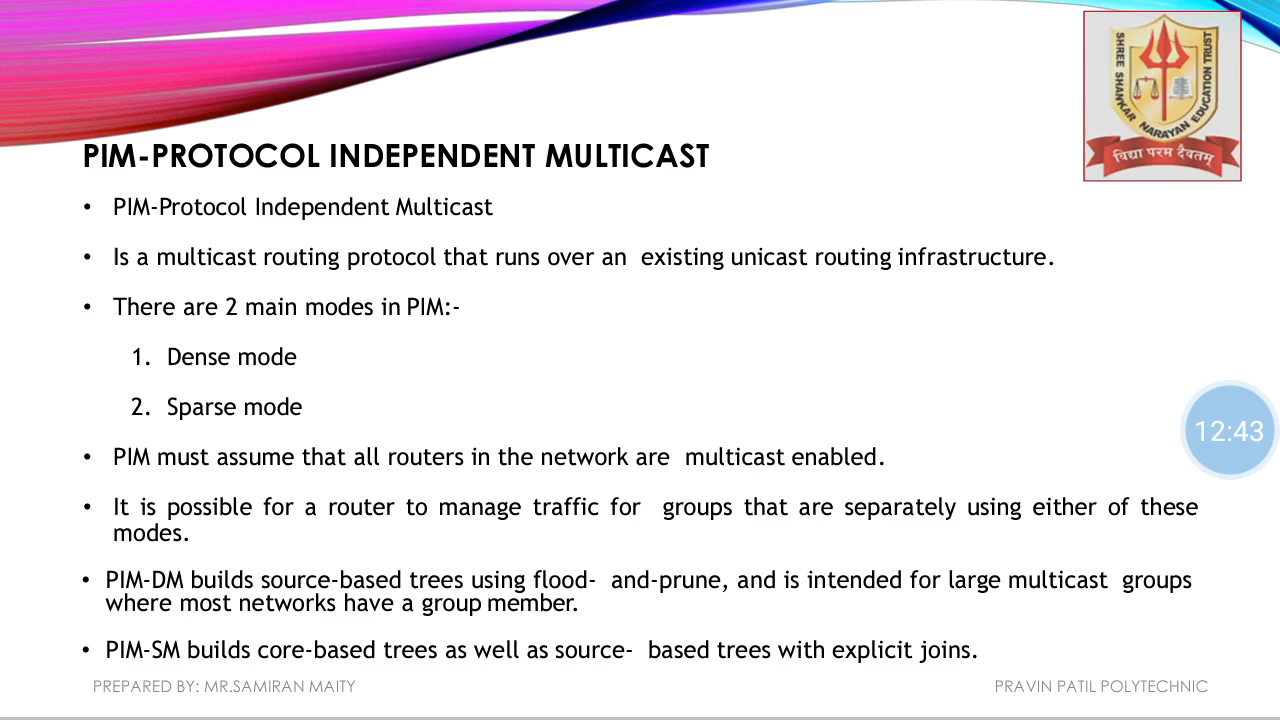 SHREE SHANKAR NARAYAN EDUCATION TRUST
विद्या परम दैवतम्
PIM-PROTOCOL INDEPENDENT MULTICAST
• PIM-Protocol Independent Multicast
• Is a multicast routing protocol that runs over an existing unicast routing infrastructure.
• There are 2 main modes in PIM:-
1. Dense mode
2. Sparse mode
• PIM must assume that all routers in the network are multicast enabled.
12:43
• It is possible for a router to manage traffic for groups that are separately using either of these
modes.
• PIM-DM builds source-based trees using flood- and-prune, and is intended for large multicast groups
where most networks have a group member.
• PIM-SM builds core-based trees as well as source- based trees with explicit joins.
PREPARED BY: MR.SAMIRAN MAITY
PRAVIN PATIL POLYTECHNIC